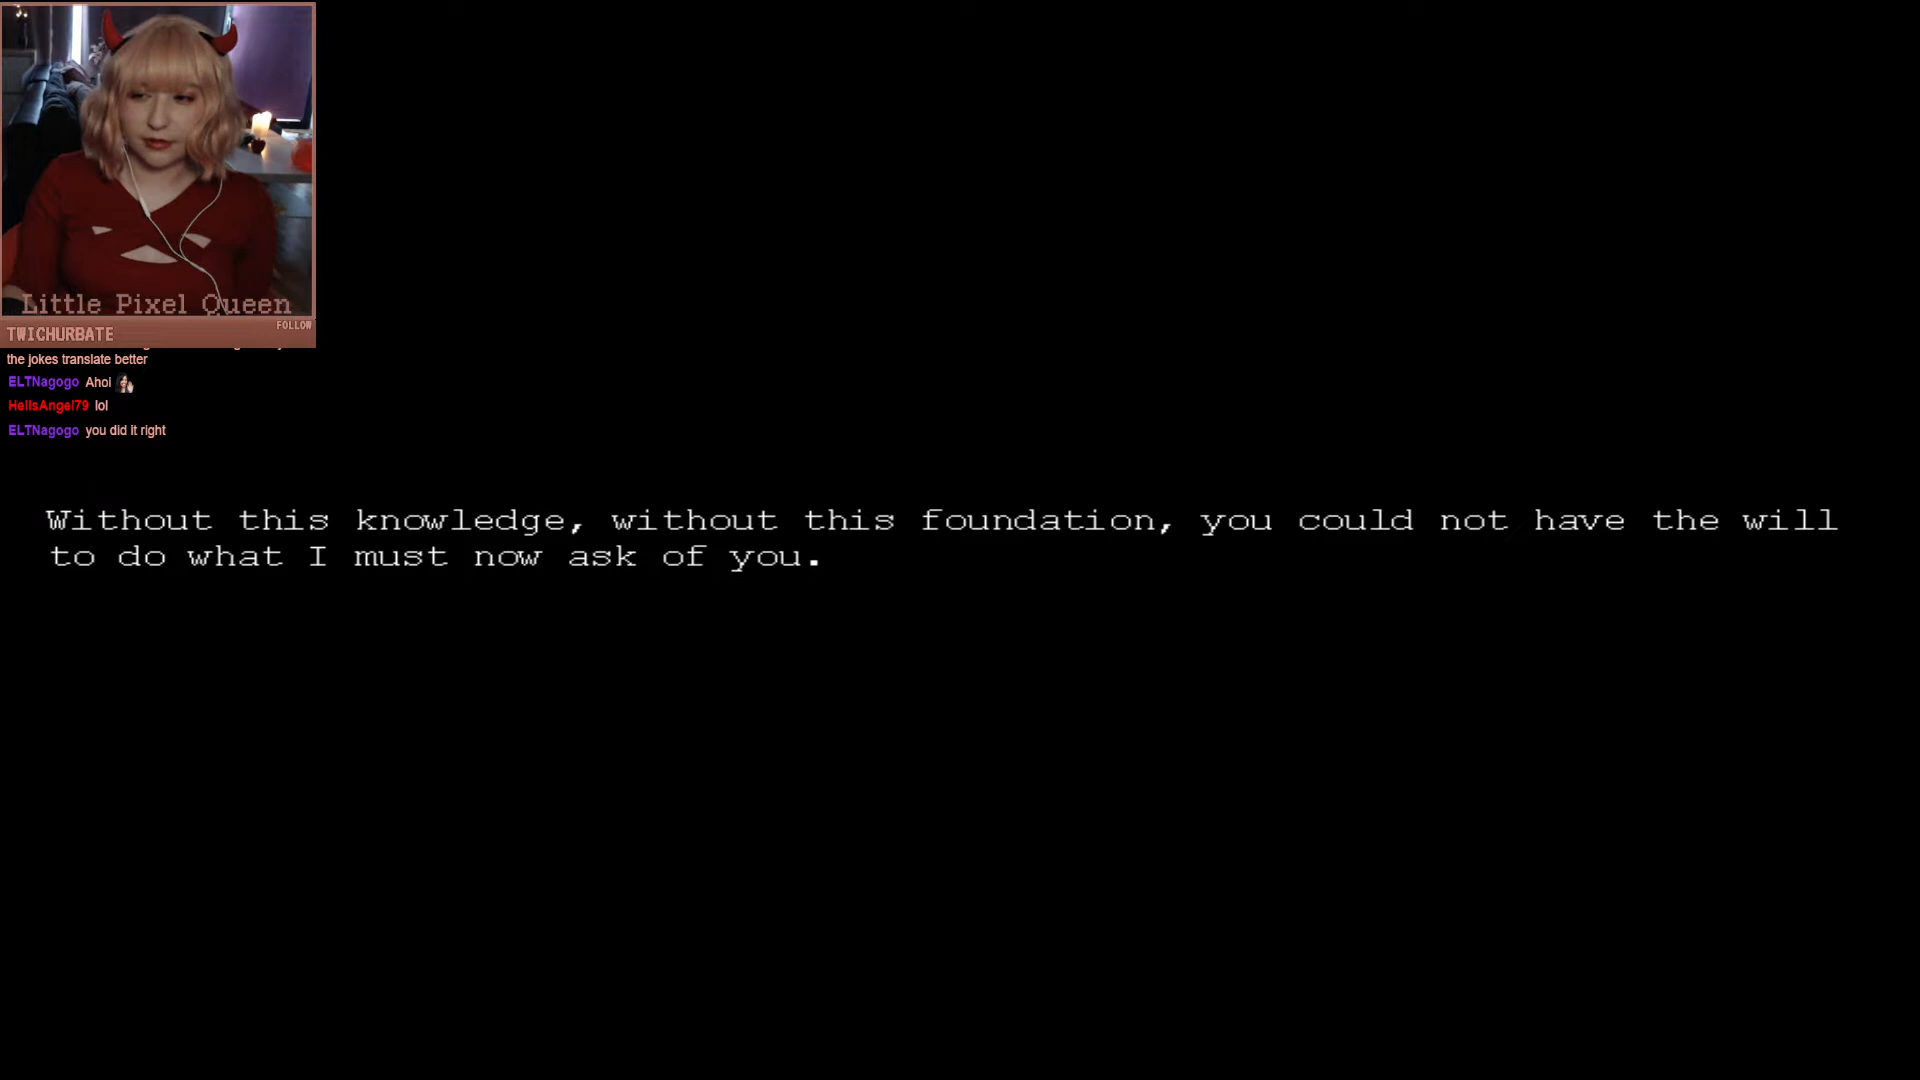 Little Pixel Queen
FOLLOW
TWICHURBATE
the jokes translate better
ELTNagogo Ahoi
HellsAngel79 lol
ELTNagogo you did it right
Without this knowledge, without this foundation, you could not have the will
to do what I must now ask of you.